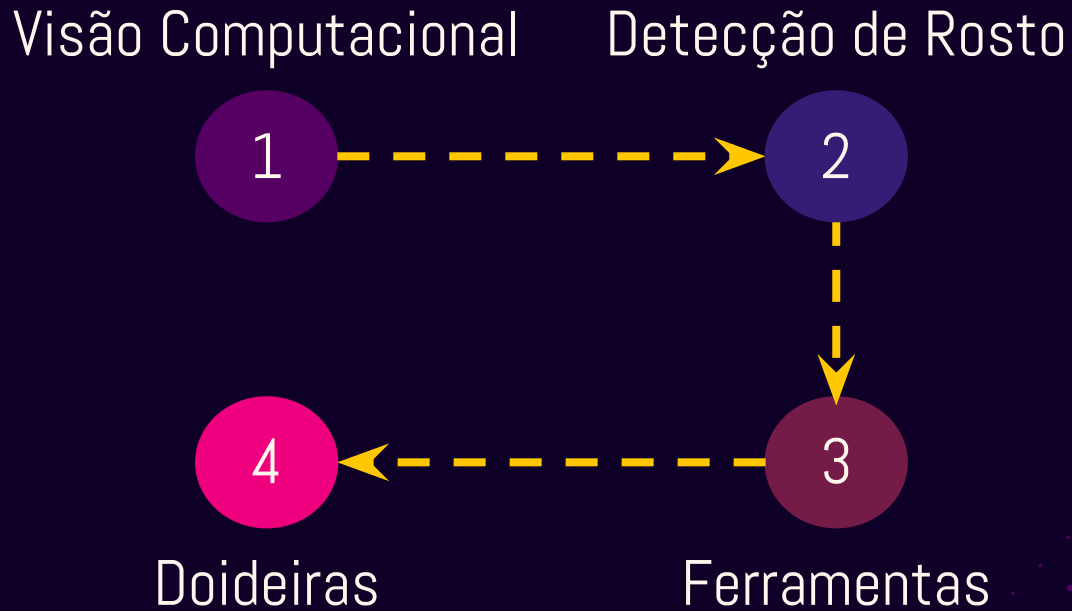 Visão Computacional
Detecção de Rosto
1
2
4
3
Doideiras
Ferramentas